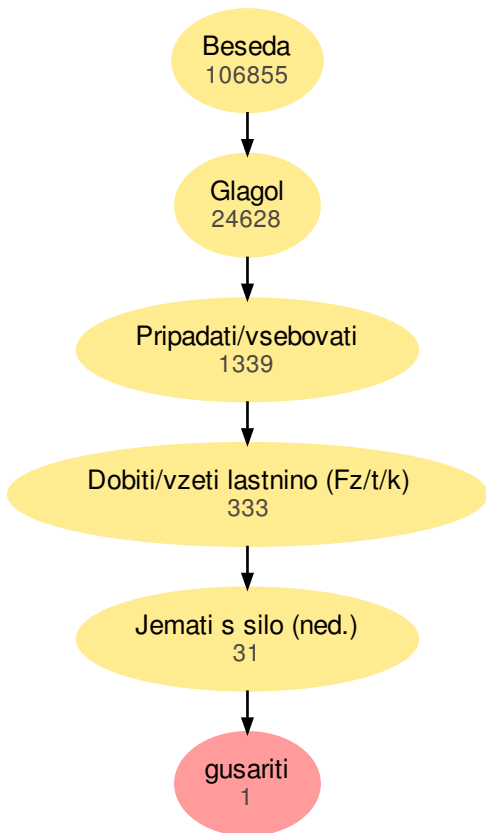 Beseda
106855
Glagol
24628
Pripadati/vsebovati
1339
Dobiti/vzeti lastnino (Fz/t/k)
333
Jemati s silo (ned.)
31
gusariti
1